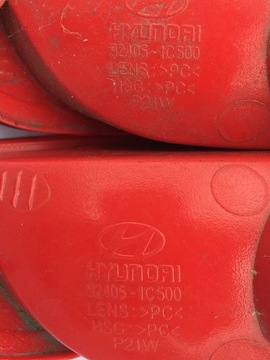 HYUNDAI
92405-1C500
LENS:>PC<
HSG:>PC<
P21W
HYUNDAI
92405-1C500
LENS:>PC<
HSG:>PC<
P21W